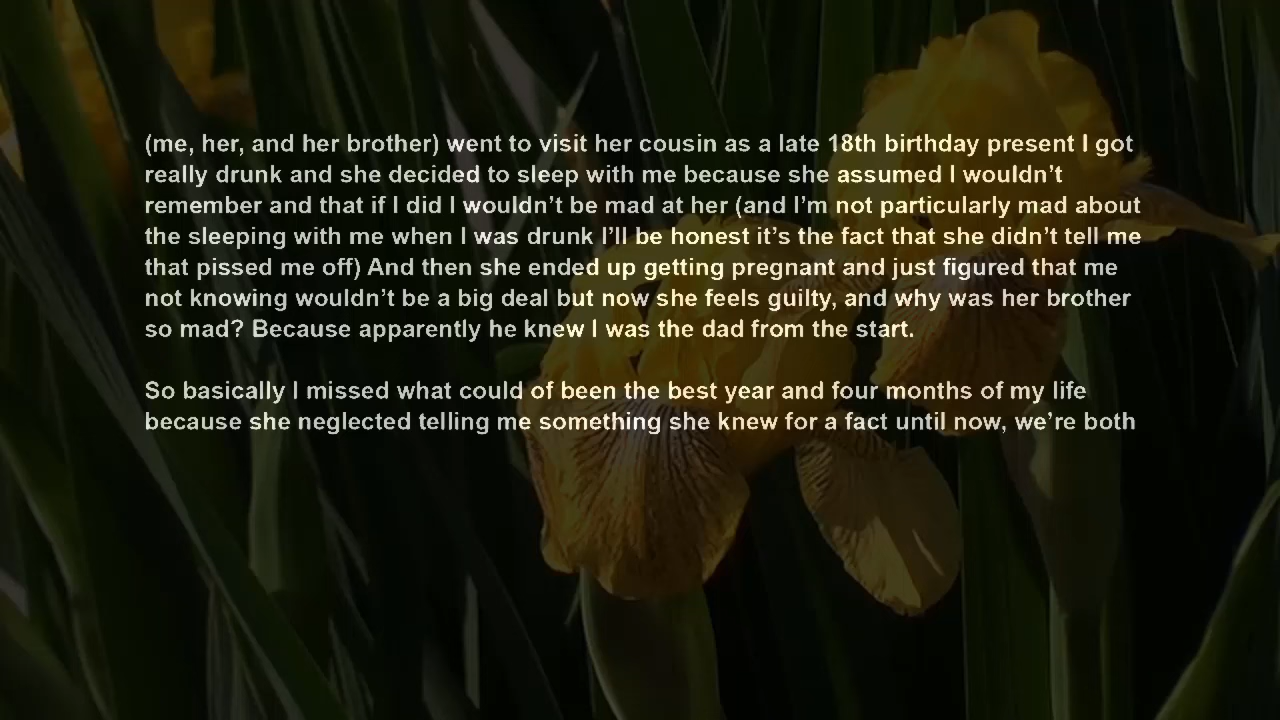 (me, her, and her brother) went to visit her cousin as a late 18th birthday present I got
really drunk and she decided to sleep with me because she assumed I wouldn’t
remember and that if I did I wouldn’t be mad at her (and I’m not particularly mad about
the sleeping with me when I was drunk I’ll be honest it’s the fact that she didn’t tell me
that pissed me off) And then she ended up getting pregnant and just figured that me
not knowing wouldn’t be a big deal but now she feels guilty, and why was her brother
so mad? Because apparently he knew I was the dad from the start.
So basically I missed what could of been the best year and four months of my life
because she neglected telling me something she knew for a fact until now, we’re both